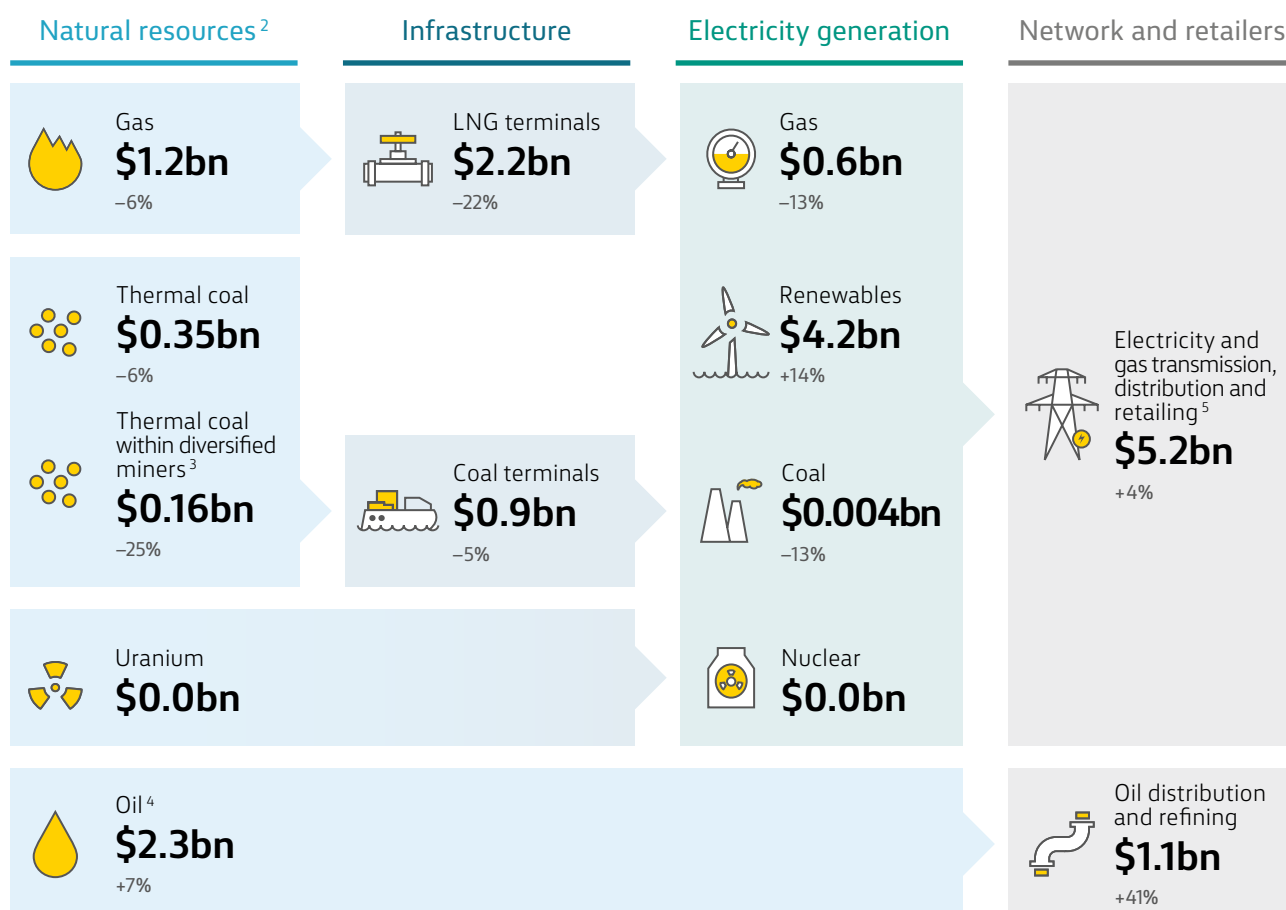 Natural resources 2
Infrastructure
Electricity generation
Network and retailers
Gas
$1.2bn
–6%
LNG terminals
$2.2bn
–22%
Gas
$0.6bn
–13%
Thermal coal
$0.35bn
–6%
Renewables
$4.2bn
+14%
Thermal coal
within diversified
miners 3
$0.16bn
–25%
Coal terminals
$0.9bn
–5%
Coal
$0.004bn
–13%
Electricity and
gas transmission,
distribution and
retailing 5
$5.2bn
+4%
Uranium
$0.0bn
Nuclear
$0.0bn
Oil 4
$2.3bn
+7%
Oil distribution
and refining
$1.1bn
+41%